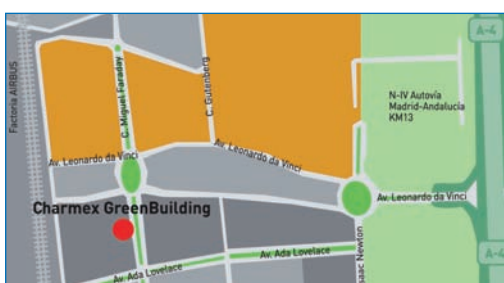 A-4
Factoría AIRBUS
C. Miguel Faraday
C. Gutenberg
N-IV Autovía
Madrid-Andalucía
KM13
Av. Leonardo da Vinci
Av. Leonardo da Vinci
Av. Leonardo da Vinci
Charmex GreenBuilding
Av. Ada Lovelace
Av. Ada Lovelace
Isaac Newton
A-4